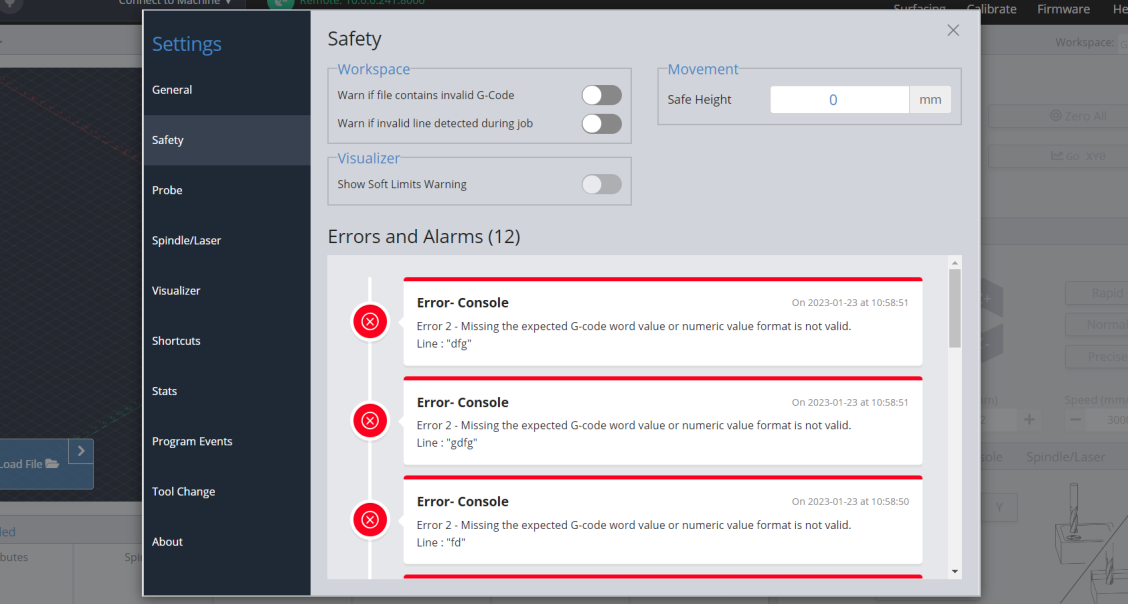 Connect to Machine ▼
Remote: 10.0.0.241:8000
Surfacing
Calibrate
Firmware
He
Workspace:
G
Settings
General
Safety
Probe
Spindle/Laser
Visualizer
Shortcuts
Stats
Program Events
Tool Change
About
Safety
Workspace
Warn if file contains invalid G-Code
Warn if invalid line detected during job
Visualizer
Show Soft Limits Warning
Movement
Safe Height
0
mm
Errors and Alarms (12)
Error- Console
On 2023-01-23 at 10:58:51
Error 2 - Missing the expected G-code word value or numeric value format is not valid.
Line : "dfg"
Error- Console
On 2023-01-23 at 10:58:51
Error 2 - Missing the expected G-code word value or numeric value format is not valid.
Line : "gdfg"
Error- Console
On 2023-01-23 at 10:58:50
Error 2 - Missing the expected G-code word value or numeric value format is not valid.
Line : "fd"
Load File
led
butes
Spi
Zero All
Go XY0
Rapid
Normal
Precise
m)
Speed (mm/
2
+
−
3000
sole
Spindle/Laser
Y